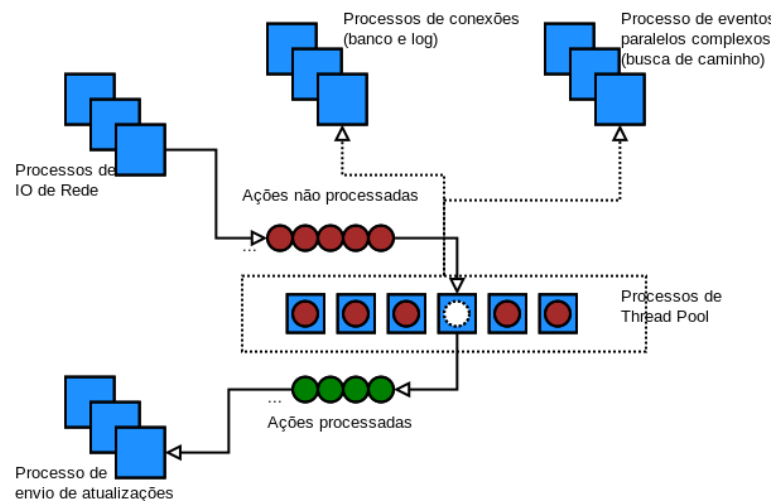 Processos de conexões
(banco e log)
Processo de eventos
paralelos complexos
(busca de caminho)
Processos de
IO de Rede
Ações não processadas
...
Processos de
Thread Pool
...
Ações processadas
Processo de
envio de atualizações